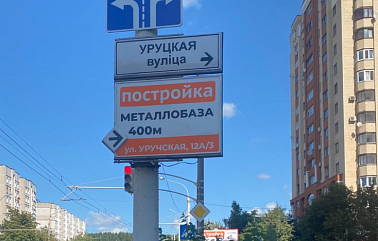 УРУЦКАЯ
вуліца
постройка
МЕТАЛЛОБАЗА
400м
ул. УРУЧСКАЯ, 12А/3